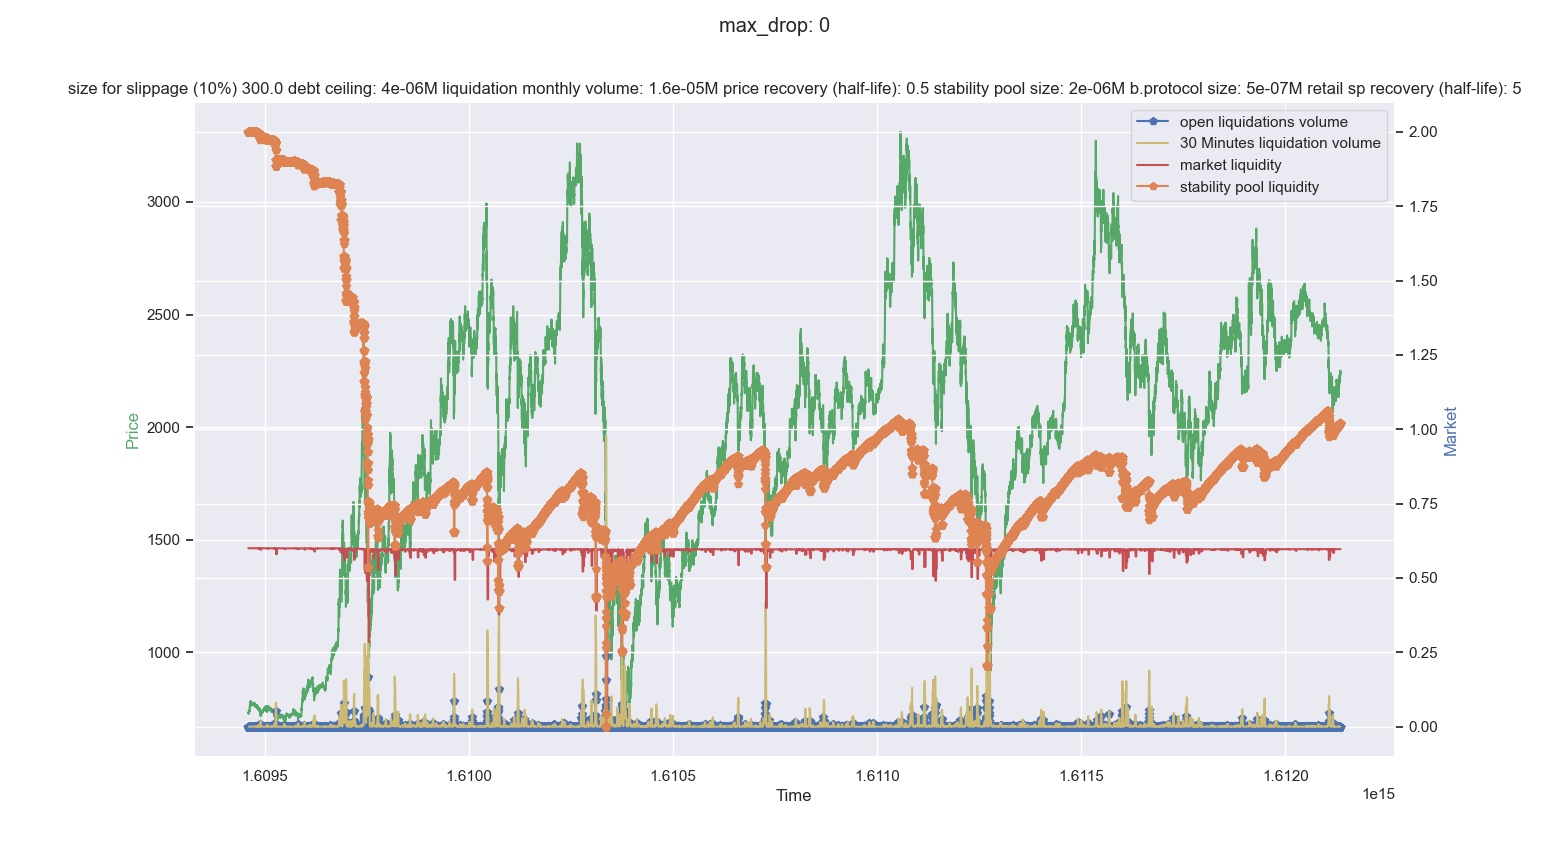 max_drop: 0
size for slippage (10%) 300.0 debt ceiling: 4e-06M liquidation monthly volume: 1.6e-05M price recovery (half-life): 0.5 stability pool size: 2e-06M b.protocol size: 5e-07M retail sp recovery (half-life): 5
open liquidations volume
30 Minutes liquidation volume
market liquidity
stability pool liquidity
3000
2500
2000
1500
1000
Price
2.00
1.75
1.50
1.25
1.00
0.75
0.50
0.25
0.00
Market
1.6095 1.6100 1.6105 1.6110 1.6115 1.6120
Time
1e15